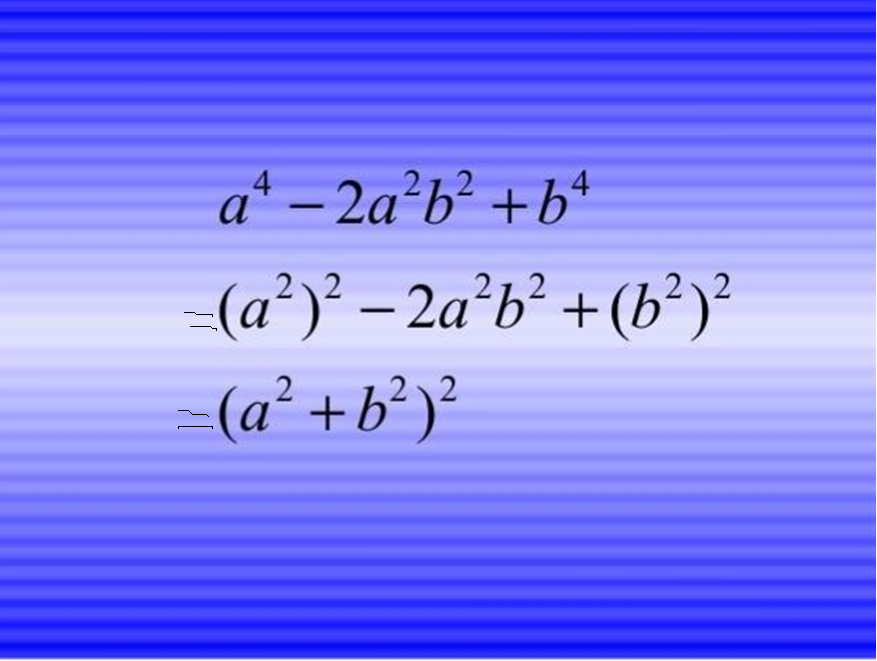 a⁴ − 2a²b² + b⁴
=(a²)² − 2a²b² + (b²)²
=(a² + b²)²